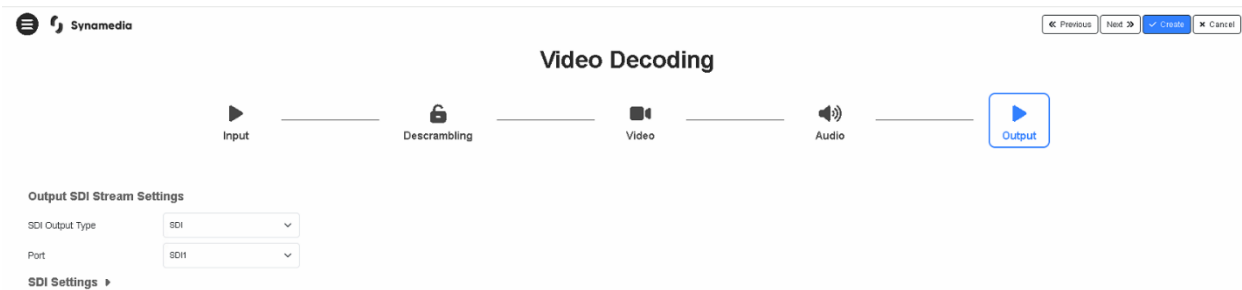 Synamedia
Previous Next Create Cancel
Video Decoding
Input Descrambling Video Audio Output
Output SDI Stream Settings
SDI Output Type SDI
Port SDI1
SDI Settings